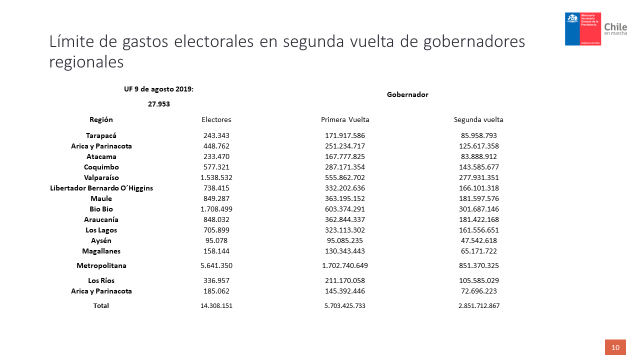 Límite de gastos electorales en segunda vuelta de gobernadores
regionales
Chile
en marcha
UF 9 de agosto 2019:
27.953
Gobernador
Región Electores Primera Vuelta Segunda vuelta
Tarapacá 243.343 171.917.586 85.958.793
Arica y Parinacota 448.762 251.234.717 125.617.358
Atacama 233.470 167.777.825 83.888.912
Coquimbo 577.321 287.171.354 143.585.677
Valparaíso 1.538.532 555.862.702 277.931.351
Libertador Bernardo O´Higgins 738.415 332.202.636 166.101.318
Maule 849.287 363.195.152 181.597.576
Bio Bio 1.708.499 603.374.291 301.687.146
Araucanía 848.032 362.844.337 181.422.168
Los Lagos 705.899 323.113.302 161.556.651
Aysén 95.078 95.085.235 47.542.618
Magallanes 158.144 130.343.443 65.171.722
Metropolitana 5.641.350 1.702.740.649 851.370.325
Los Ríos 336.957 211.170.058 105.585.029
Arica y Parinacota 185.062 145.392.446 72.696.223
Total 14.308.151 5.703.425.733 2.851.712.867
10